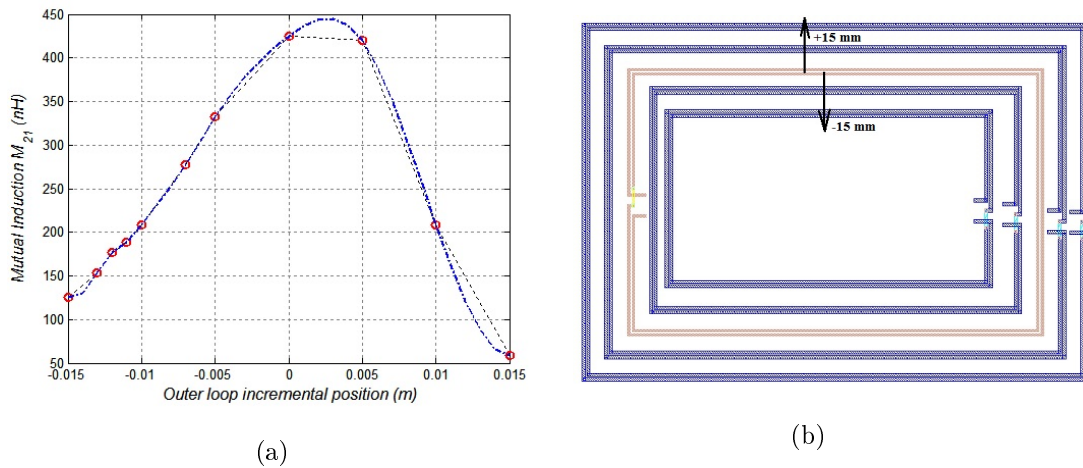 450
400
350
300
250
200
150
100
50
Mutual Induction M21 (nH)
-0.015 -0.01 -0.005 0 0.005 0.01 0.015
Outer loop incremental position (m)
(a)
+15 mm
-15 mm
(b)